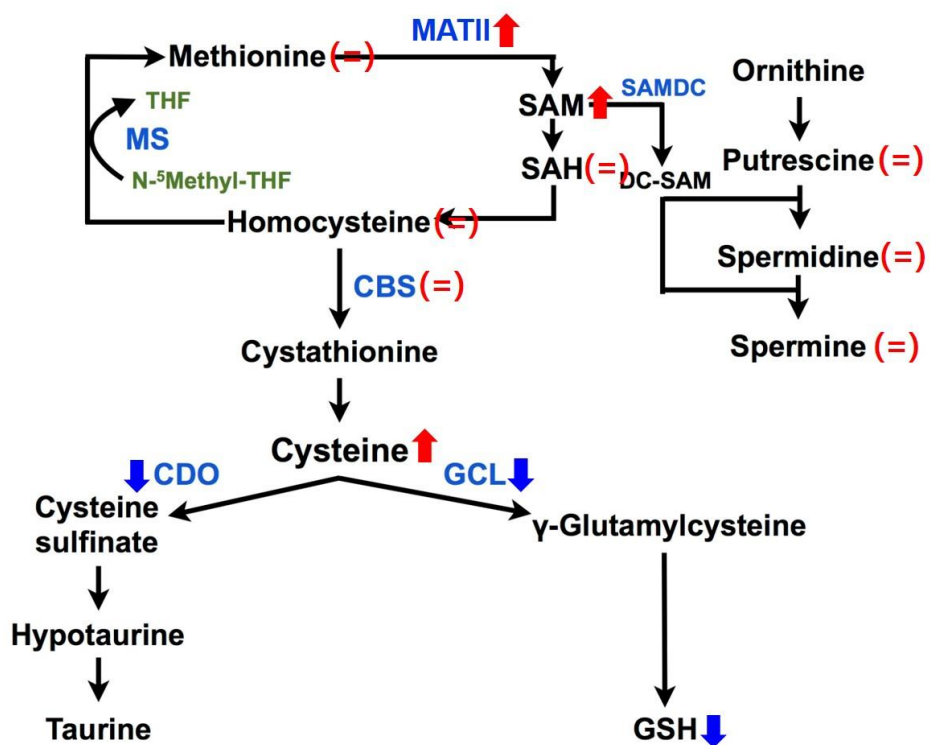 MATII
Methionine (=)
Ornithine
THF
SAM
SAMDC
MS
SAH (=)
DC-SAM
Putrescine (=)
N-⁵Methyl-THF
Homocysteine (=)
Spermidine (=)
CBS (=)
Cystathionine
Spermine (=)
Cysteine
CDO
GCL
Cysteine
sulfinate
γ-Glutamylcysteine
Hypotaurine
Taurine
GSH